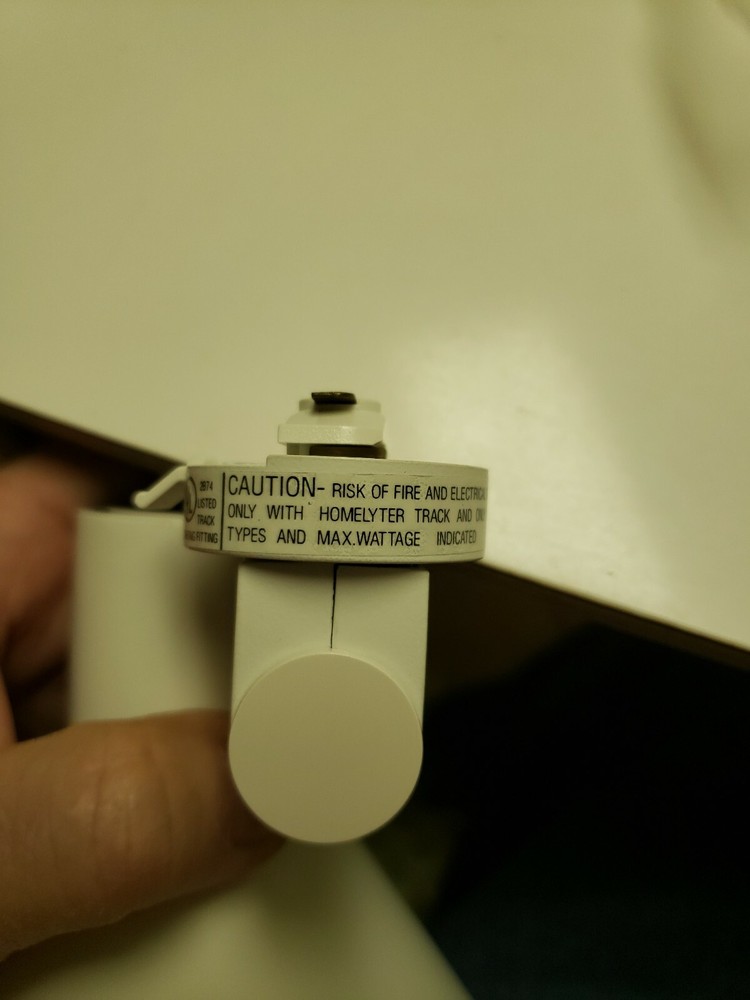 2674
LISTED
TRACK
FITTING
CAUTION- RISK OF FIRE AND ELECTRICAL
ONLY WITH HOMELYTER TRACK AND
TYPES AND MAX.WATTAGE INDICATED